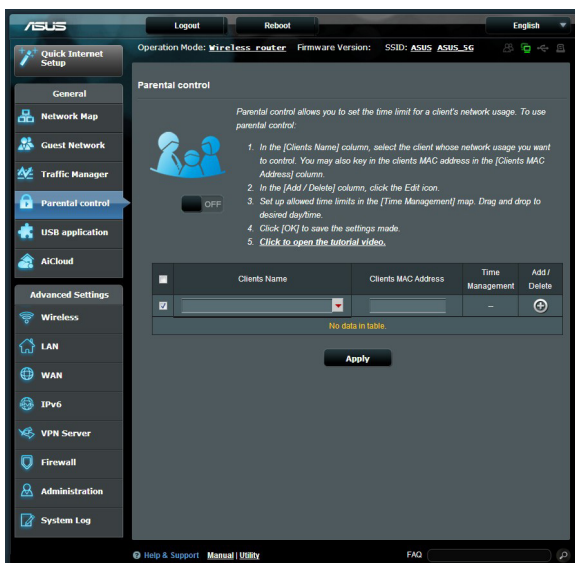 ASUS
Logout
Reboot
English
Operation Mode: Wireless router Firmware Version: SSID: ASUS ASUS_5G
Quick Internet
Setup
General
Network Map
Guest Network
Traffic Manager
Parental control
USB application
AiCloud
Advanced Settings
Wireless
LAN
WAN
IPv6
VPN Server
Firewall
Administration
System Log
Parental control
Parental control allows you to set the time limit for a client's network usage. To use
parental control:
1. In the [Clients Name] column, select the client whose network usage you want
to control. You may also key in the clients MAC address in the [Clients MAC
Address] column.
2. In the [Add / Delete] column, click the Edit icon.
3. Set up allowed time limits in the [Time Management] map. Drag and drop to
desired day/time.
4. Click [OK] to save the settings made.
5. Click to open the tutorial video.
OFF
Clients Name
Clients MAC Address
Time
Management
Add /
Delete
–
No data in table.
Apply
Help & Support Manual | Utility
FAQ